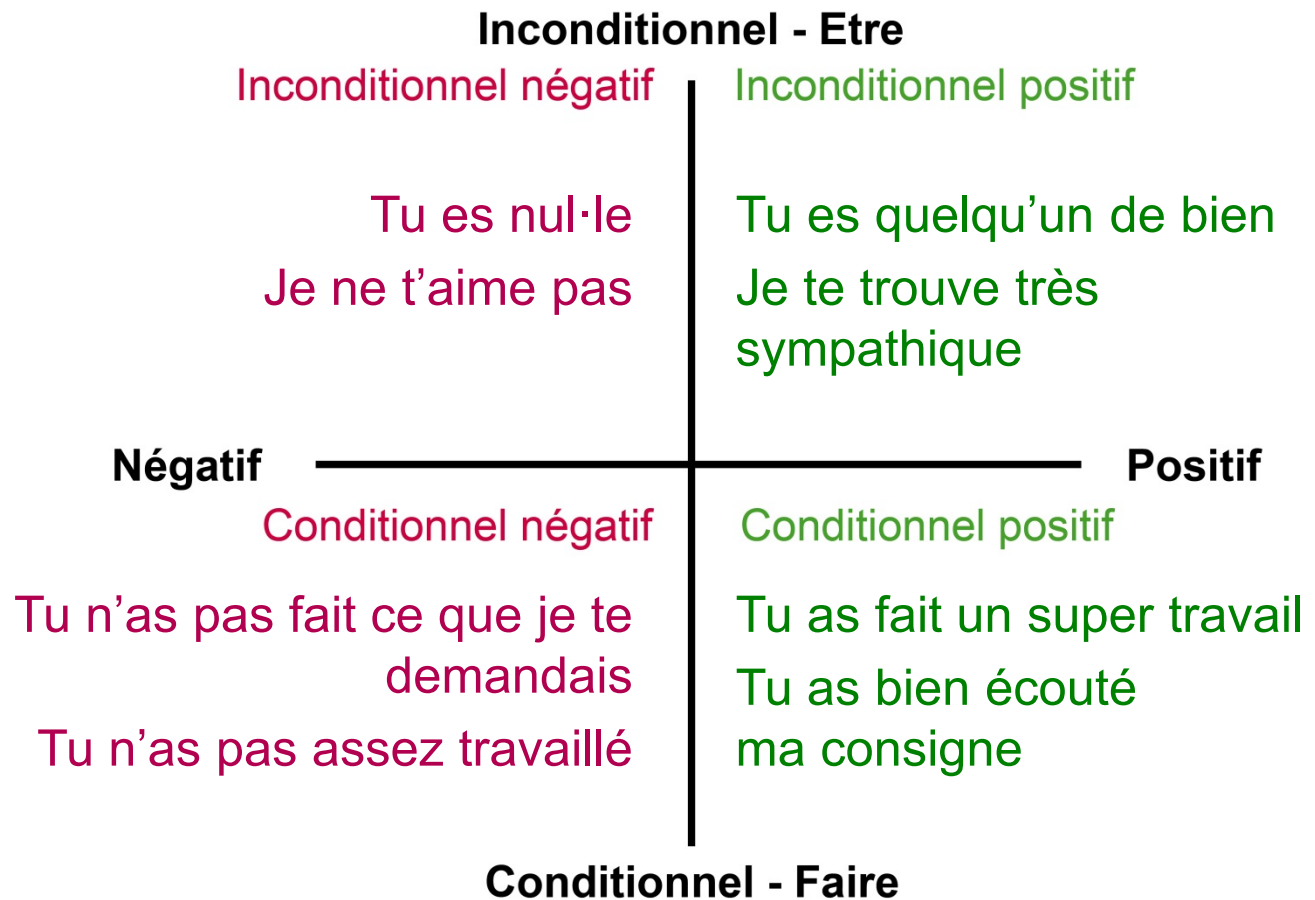 Inconditionnel - Etre
Inconditionnel négatif
Inconditionnel positif
Tu es nul·le
Je ne t’aime pas
Tu es quelqu’un de bien
Je te trouve très
sympathique
Négatif
Positif
Conditionnel négatif
Conditionnel positif
Tu n’as pas fait ce que je te
demandais
Tu n’as pas assez travaillé
Tu as fait un super travail
Tu as bien écouté
ma consigne
Conditionnel - Faire